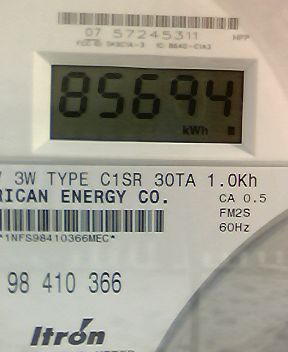 07 57245311
85694
kWh
3W TYPE C1SR 30TA 1.0Kh
RICAN ENERGY CO.
CA 0.5
FM2S
60Hz
*1NFS98410366MEC*
98 410 366
Itrón